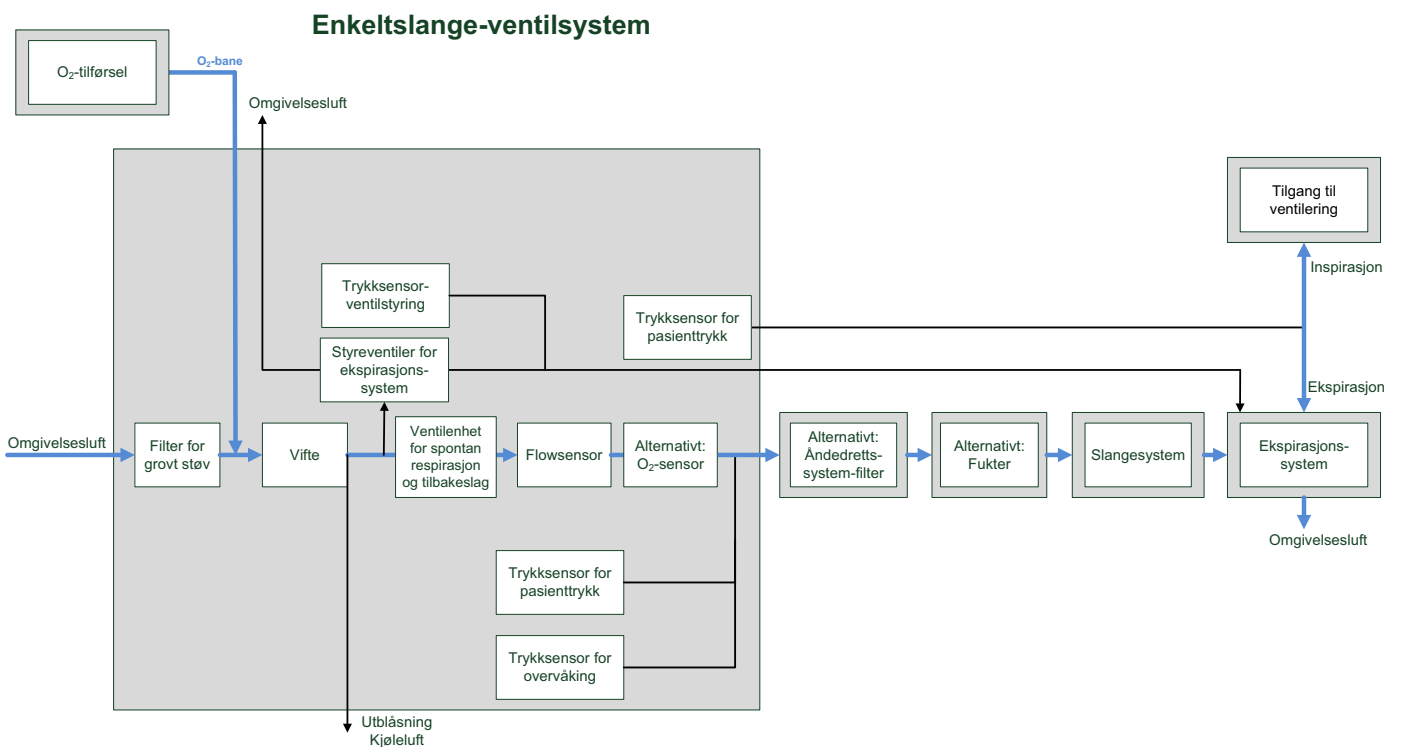 Enkeltslange-ventilsystem
O₂-tilførsel
O₂-bane
Omgivelsesluft
Tilgang til
ventilering
Inspirasjon
Trykksensor-
ventilstyring
Trykksensor for
pasienttrykk
Styreventiler for
ekspirasjons-
system
Ekspirasjon
Omgivelsesluft
Filter for
grovt støv
Vifte
Ventilenhet
for spontan
respirasjon
og tilbakeslag
Flowsensor
Alternativt:
O₂-sensor
Alternativt:
Åndedretts-
system-filter
Alternativt:
Fukter
Slangesystem
Ekspirasjons-
system
Omgivelsesluft
Trykksensor for
pasienttrykk
Trykksensor for
overvåking
Utblåsning
Kjøleluft